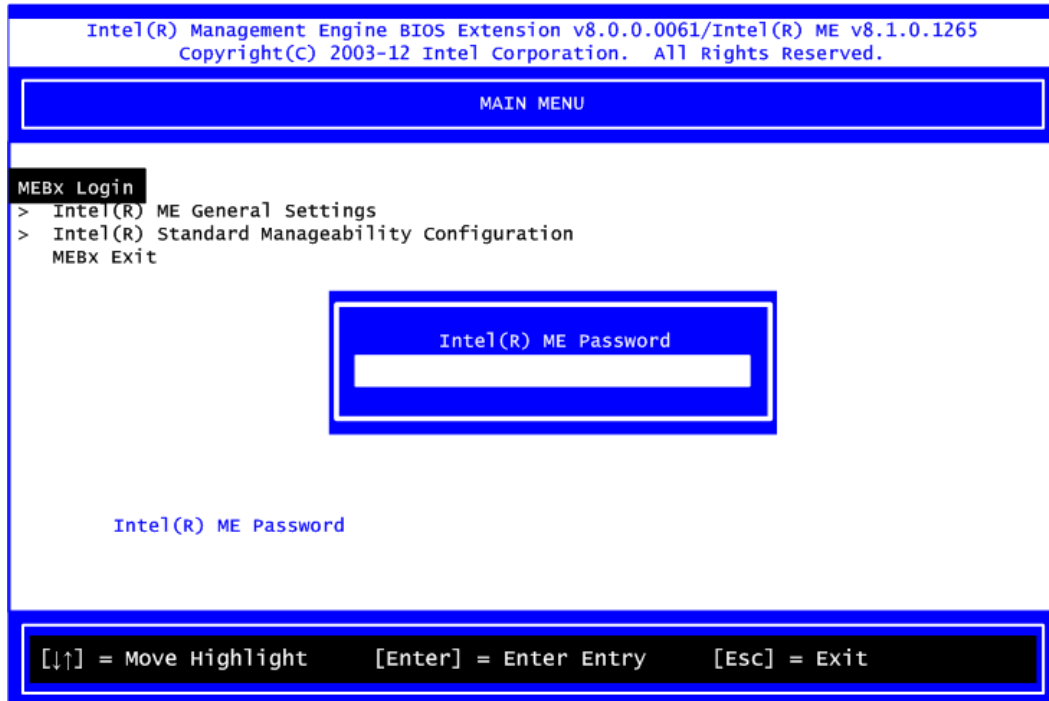 Intel(R) Management Engine BIOS Extension v8.0.0.0061/Intel(R) ME v8.1.0.1265
Copyright(C) 2003-12 Intel Corporation. All Rights Reserved.
MAIN MENU
MEBx Login
> Intel(R) ME General Settings
> Intel(R) Standard Manageability Configuration
MEBx Exit
Intel(R) ME Password
Intel(R) ME Password
[↓↑] = Move Highlight [Enter] = Enter Entry [Esc] = Exit